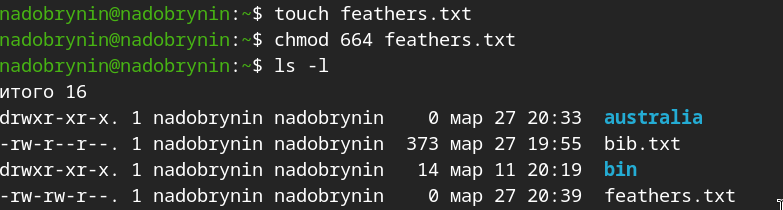 nadobrynin@nadobrynin:~$ touch feathers.txt
nadobrynin@nadobrynin:~$ chmod 664 feathers.txt
nadobrynin@nadobrynin:~$ ls -l
итого 16
drwxr-xr-x. 1 nadobrynin nadobrynin   0 мар 27 20:33  australia
-rw-r--r--. 1 nadobrynin nadobrynin 373 мар 27 19:55  bib.txt
drwxr-xr-x. 1 nadobrynin nadobrynin  14 мар 11 20:19  bin
-rw-rw-r--. 1 nadobrynin nadobrynin   0 мар 27 20:39  feathers.txt